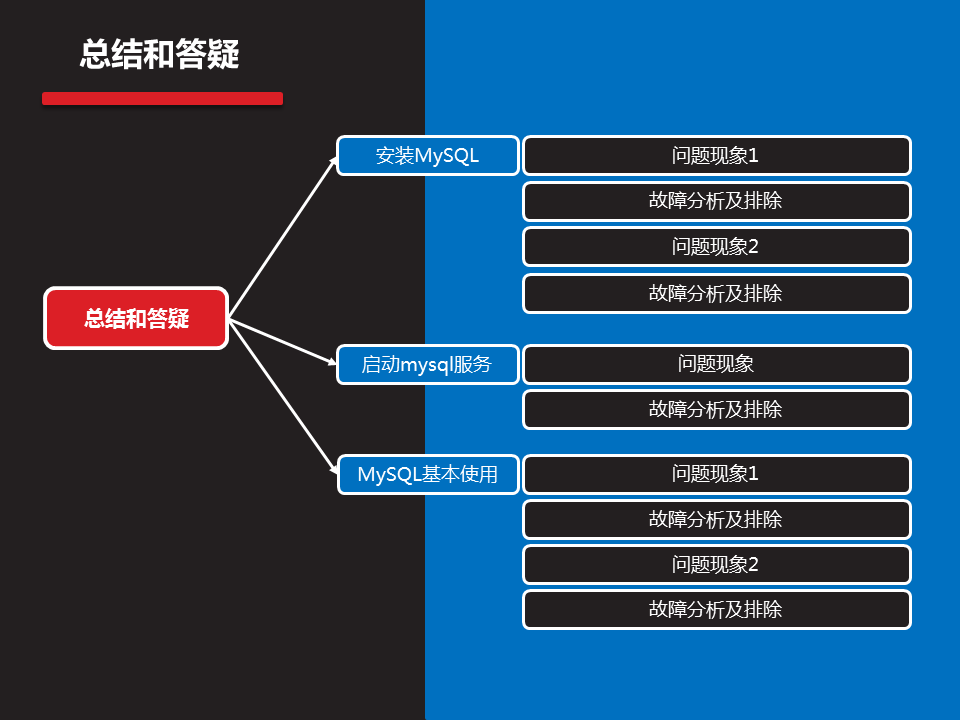 总结和答疑
总结和答疑
安装MySQL
问题现象1
故障分析及排除
问题现象2
故障分析及排除
启动mysql服务
问题现象
故障分析及排除
MySQL基本使用
问题现象1
故障分析及排除
问题现象2
故障分析及排除